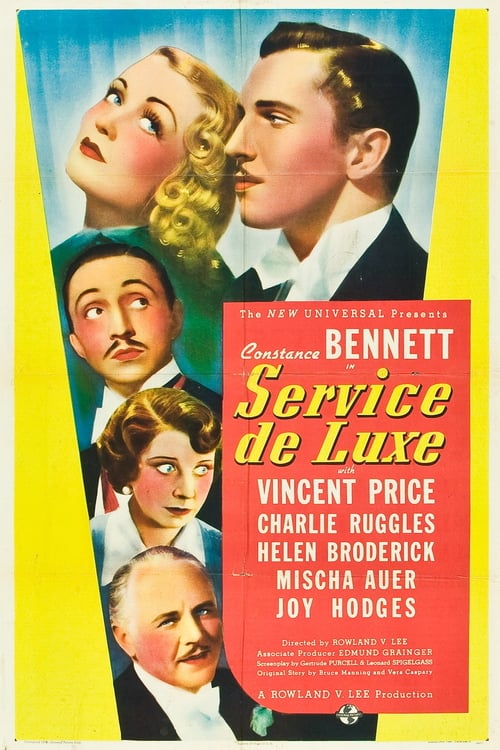 The NEW UNIVERSAL Presents
Constance BENNETT
in
Service
de Luxe
with
VINCENT PRICE
CHARLIE RUGGLES
HELEN BRODERICK
MISCHA AUER
JOY HODGES
Directed by ROWLAND V. LEE
Associate Producer EDMUND GRAINGER
Screenplay by Gertrude PURCELL & Leonard SPIGELGASS
Original Story by Bruce Manning and Vera Caspary
A ROWLAND V. LEE Production